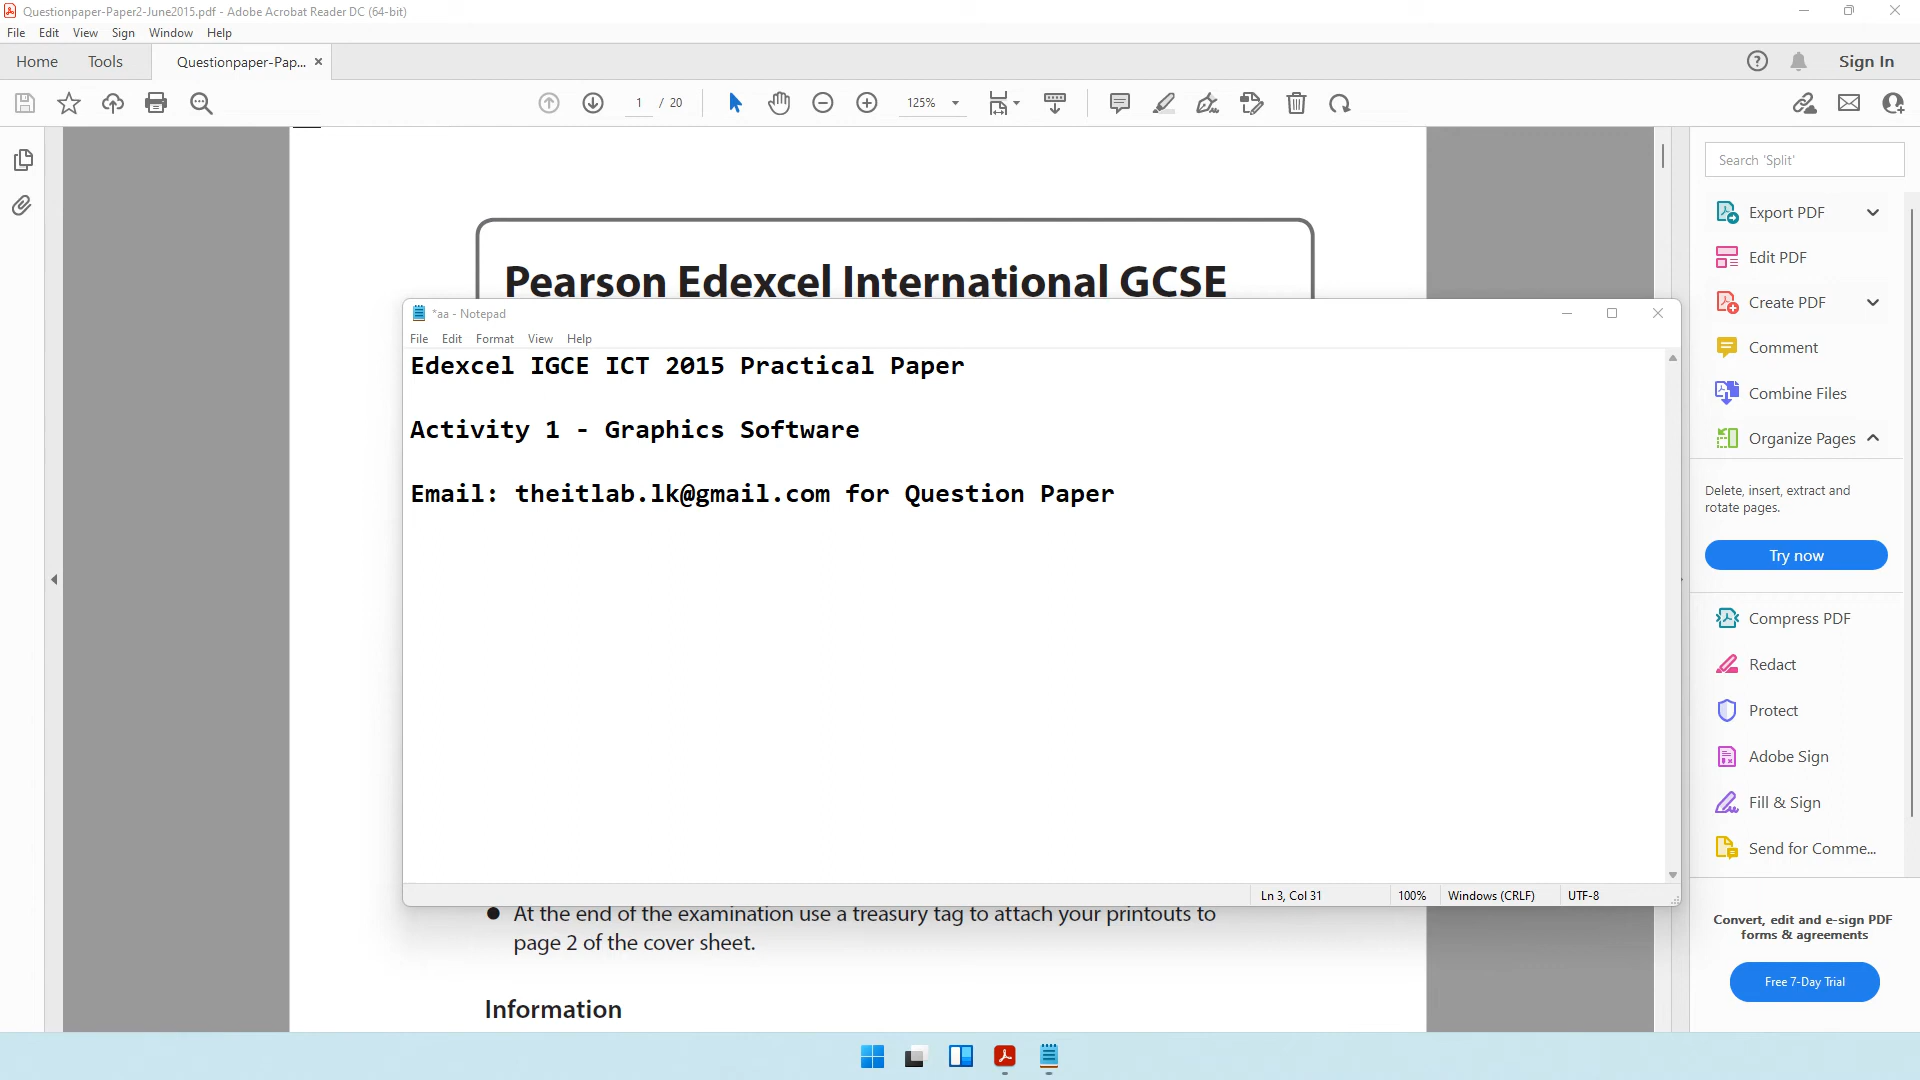 Questionpaper-Paper2-June2015.pdf - Adobe Acrobat Reader DC (64-bit)
File Edit View Sign Window Help
Home Tools Questionpaper-Pap... × Sign In
1 / 20 125%
Search 'Split'
Export PDF
Edit PDF
Create PDF
Comment
Combine Files
Organize Pages
Delete, insert, extract and
rotate pages.
Try now
Compress PDF
Redact
Protect
Adobe Sign
Fill & Sign
Send for Comme...
Convert, edit and e-sign PDF
forms & agreements
Free 7-Day Trial
Pearson Edexcel International GCSE
*aa - Notepad
File Edit Format View Help
Edexcel IGCE ICT 2015 Practical Paper
Activity 1 - Graphics Software
Email: theitlab.lk@gmail.com for Question Paper
Ln 3, Col 31 100% Windows (CRLF) UTF-8
● At the end of the examination use a treasury tag to attach your printouts to
page 2 of the cover sheet.
Information